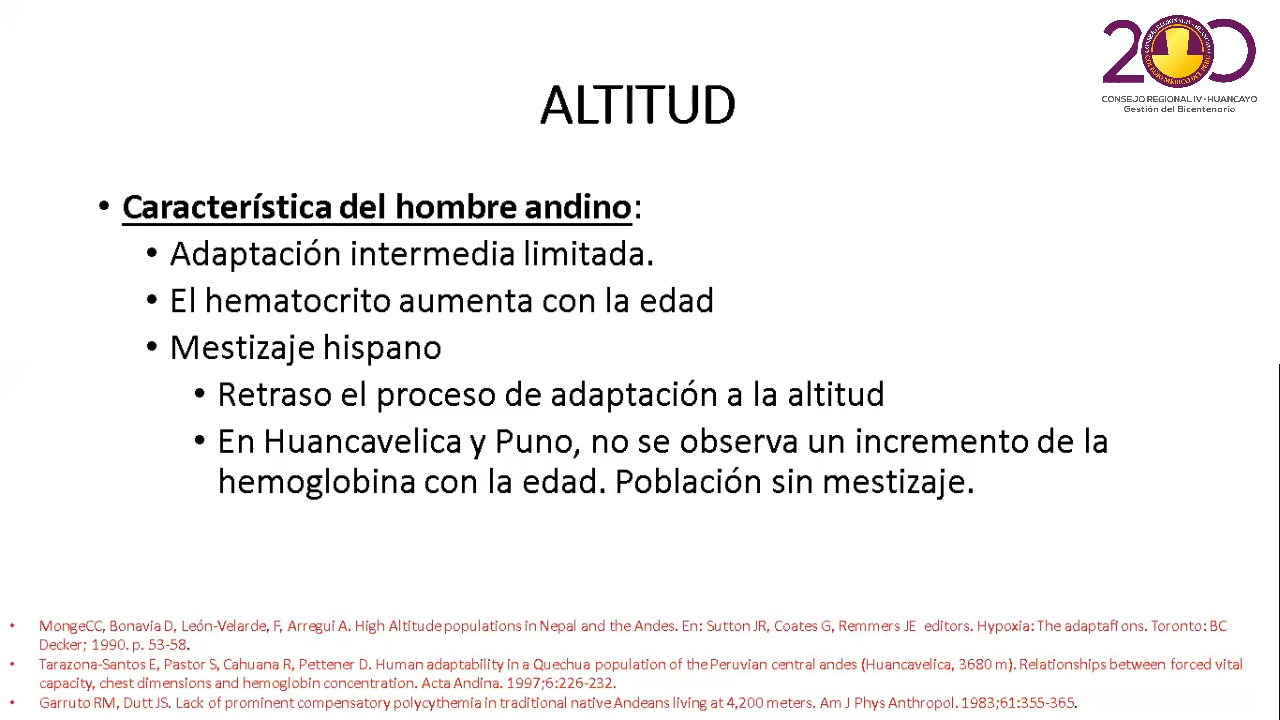 200
CONSEJO REGIONAL IV - HUANCAYO
Gestión del Bicentenario
ALTITUD
• Característica del hombre andino:
• Adaptación intermedia limitada.
• El hematocrito aumenta con la edad
• Mestizaje hispano
• Retraso el proceso de adaptación a la altitud
• En Huancavelica y Puno, no se observa un incremento de la
hemoglobina con la edad. Población sin mestizaje.
• MongeCC, Bonavia D, León-Velarde, F, Arregui A. High Altitude populations in Nepal and the Andes. En: Sutton JR, Coates G, Remmers JE editors. Hypoxia: The adaptafi ons. Toronto: BC
Decker; 1990. p. 53-58.
• Tarazona-Santos E, Pastor S, Cahuana R, Pettener D. Human adaptability in a Quechua population of the Peruvian central andes (Huancavelica, 3680 m). Relationships between forced vital
capacity, chest dimensions and hemoglobin concentration. Acta Andina. 1997;6:226-232.
• Garruto RM, Dutt JS. Lack of prominent compensatory polycythemia in traditional native Andeans living at 4,200 meters. Am J Phys Anthropol. 1983;61:355-365.